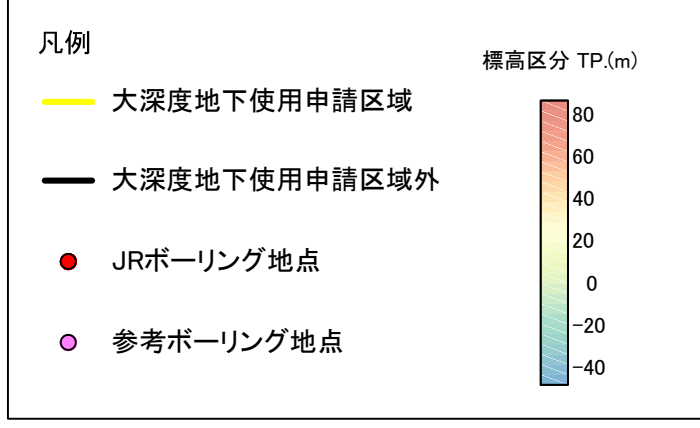 凡例
大深度地下使用申請区域
大深度地下使用申請区域外
JRボーリング地点
参考ボーリング地点
標高区分 TP.(m)
80
60
40
20
0
-20
-40